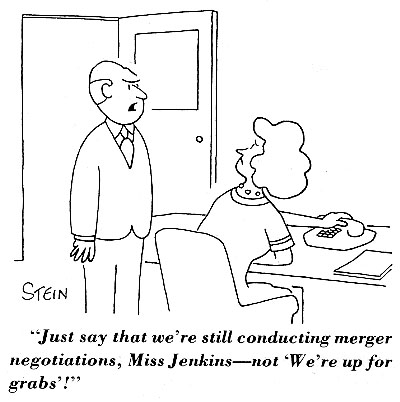 STEIN
“Just say that we’re still conducting merger
negotiations, Miss Jenkins—not ‘We’re up for
grabs’!”